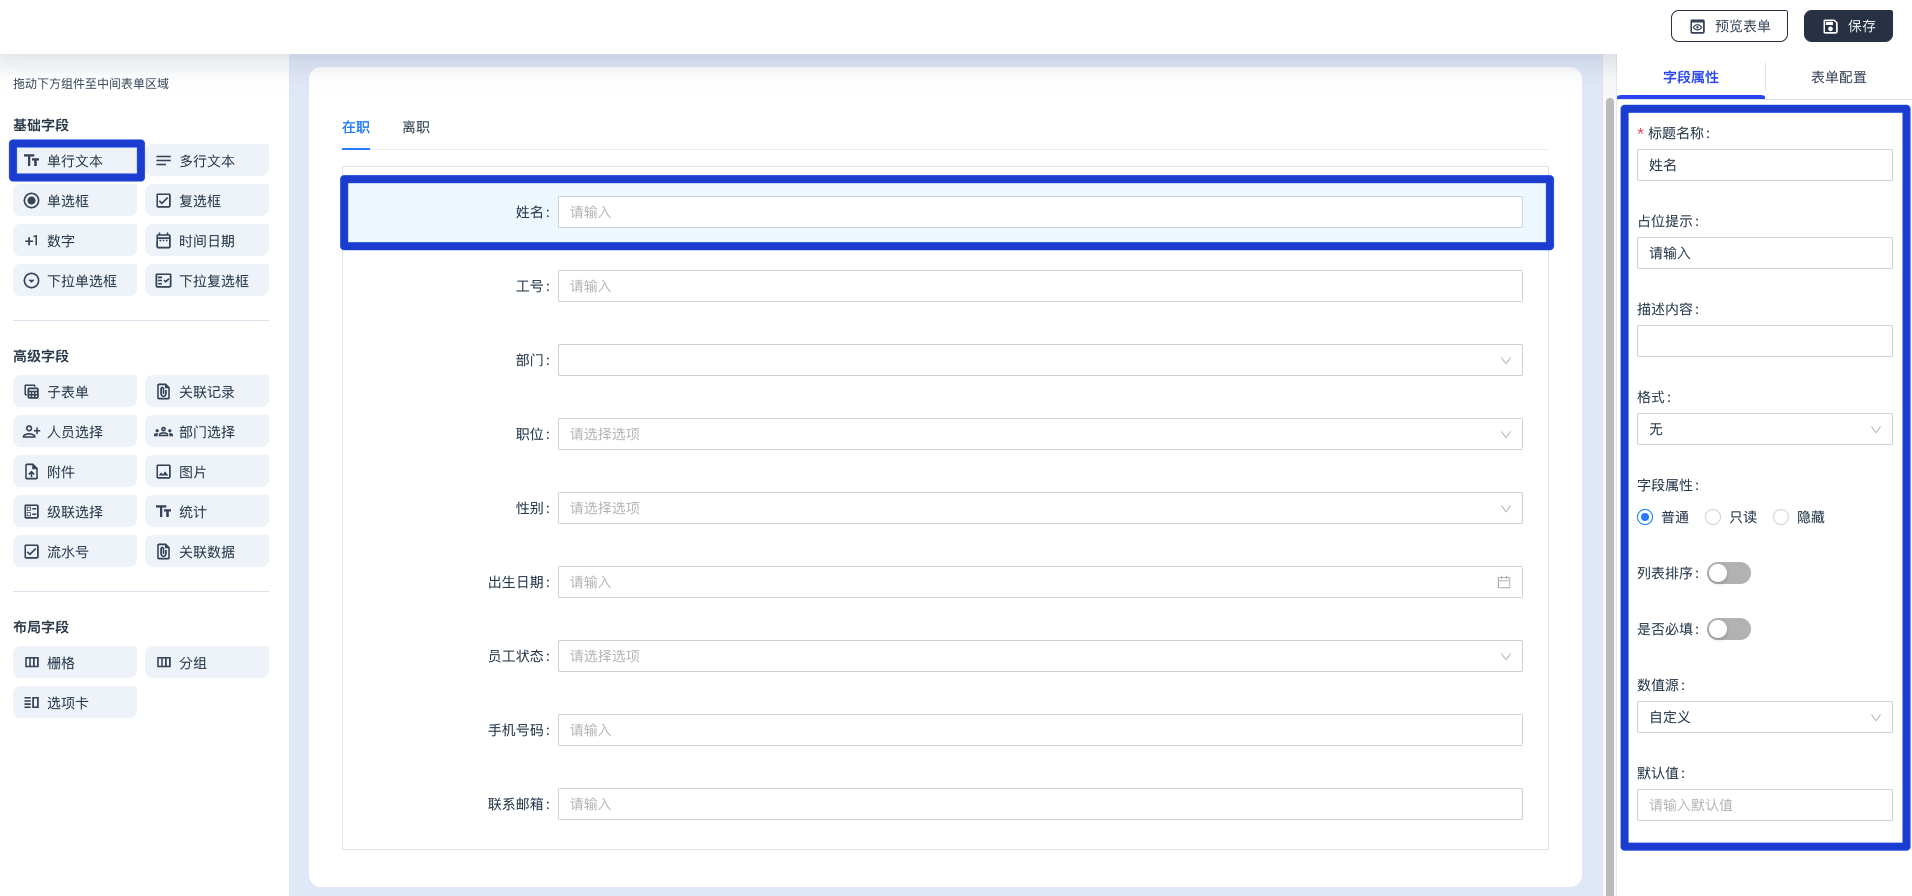 预览表单
保存
拖动下方组件至中间表单区域
基础字段
单行文本
多行文本
单选框
复选框
+1 数字
时间日期
下拉单选框
下拉复选框
高级字段
子表单
关联记录
人员选择
部门选择
附件
图片
级联选择
统计
流水号
关联数据
布局字段
栅格
分组
选项卡
在职
离职
姓名: 请输入
工号: 请输入
部门:
职位: 请选择选项
性别: 请选择选项
出生日期: 请输入
员工状态: 请选择选项
手机号码: 请输入
联系邮箱: 请输入
字段属性
表单配置
* 标题名称:
姓名
占位提示:
请输入
描述内容:
格式:
无
字段属性:
普通 只读 隐藏
列表排序:
是否必填:
数值源:
自定义
默认值:
请输入默认值